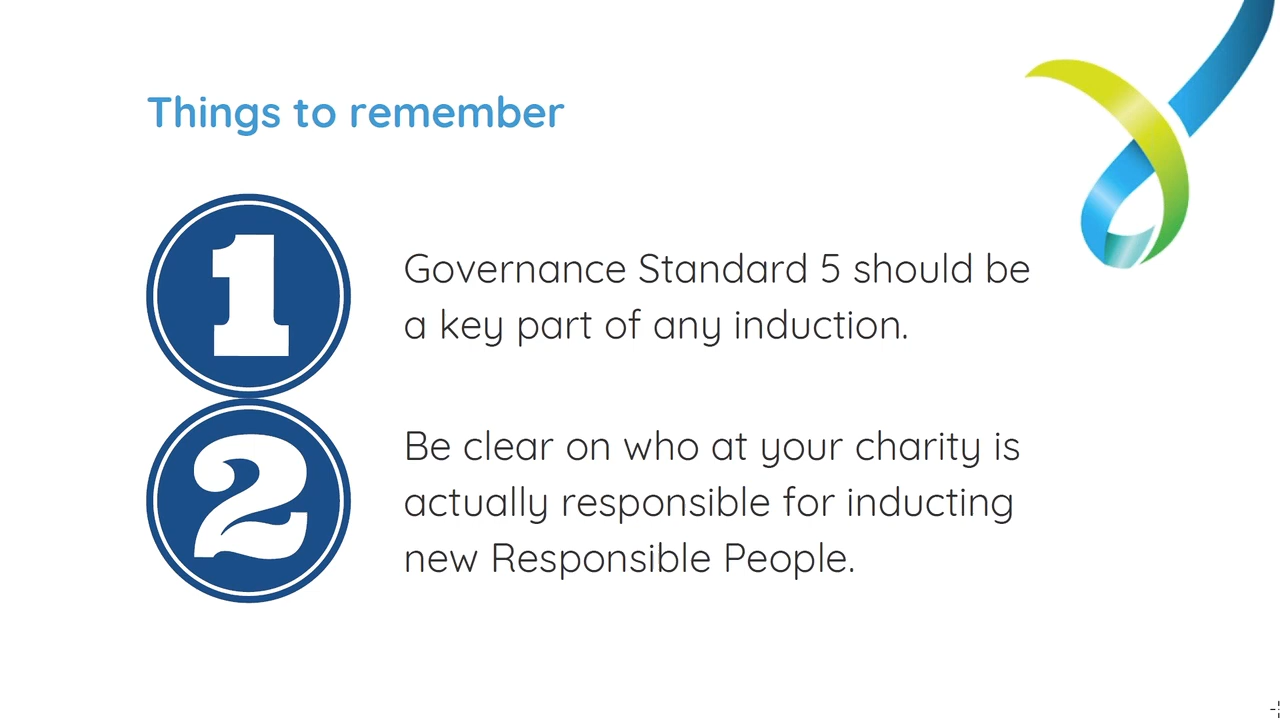 Things to remember
1
Governance Standard 5 should be
a key part of any induction.
2
Be clear on who at your charity is
actually responsible for inducting
new Responsible People.